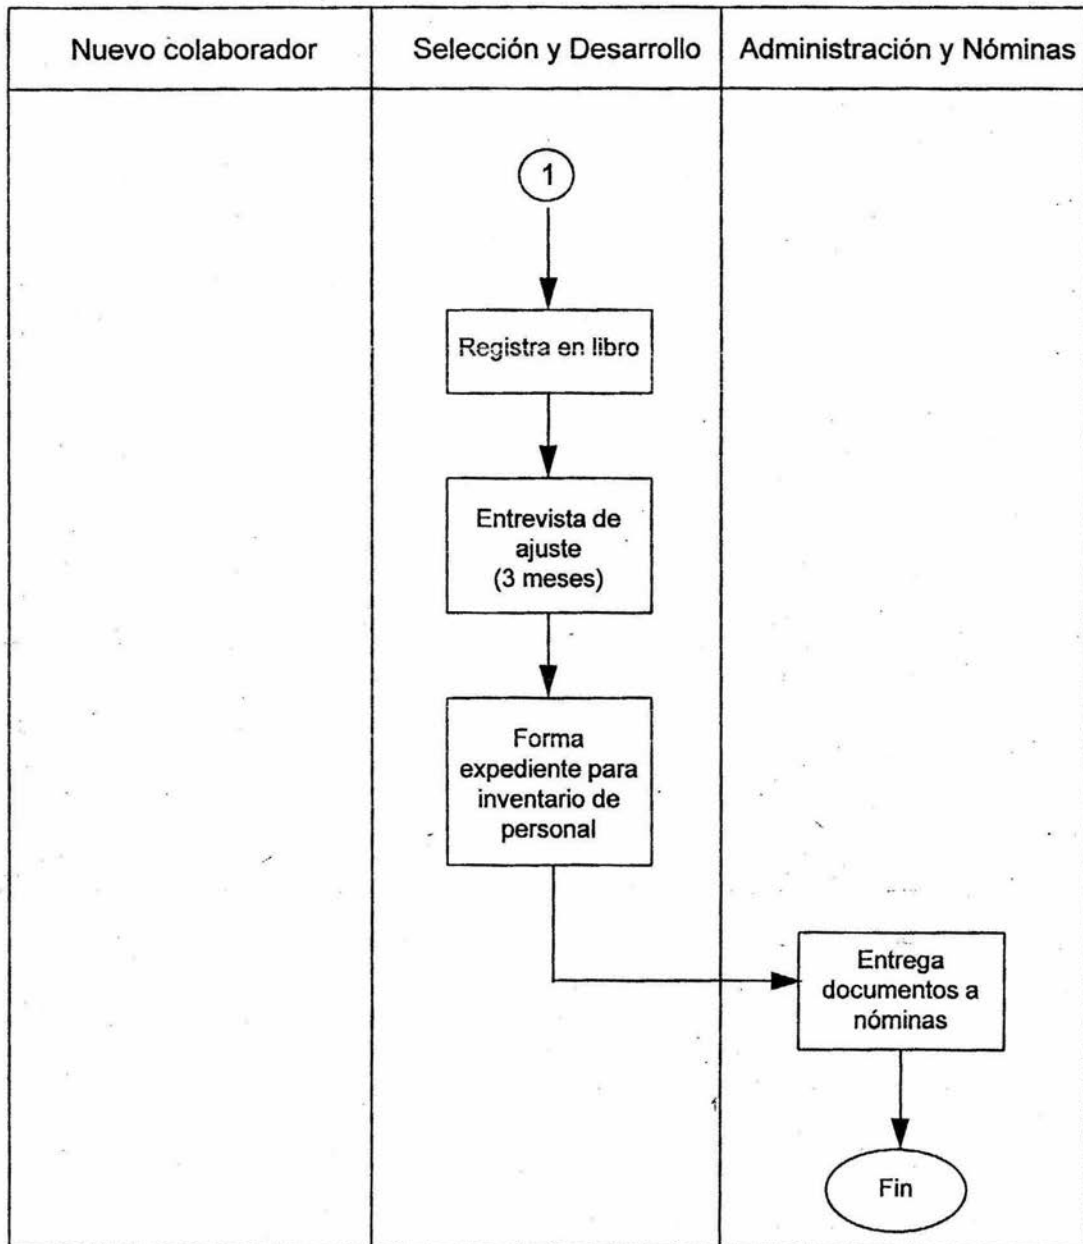 Nuevo colaborador
Selección y Desarrollo
Administración y Nóminas
1
Registra en libro
Entrevista de
ajuste
(3 meses)
Forma
expediente para
inventario de
personal
Entrega
documentos a
nóminas
Fin